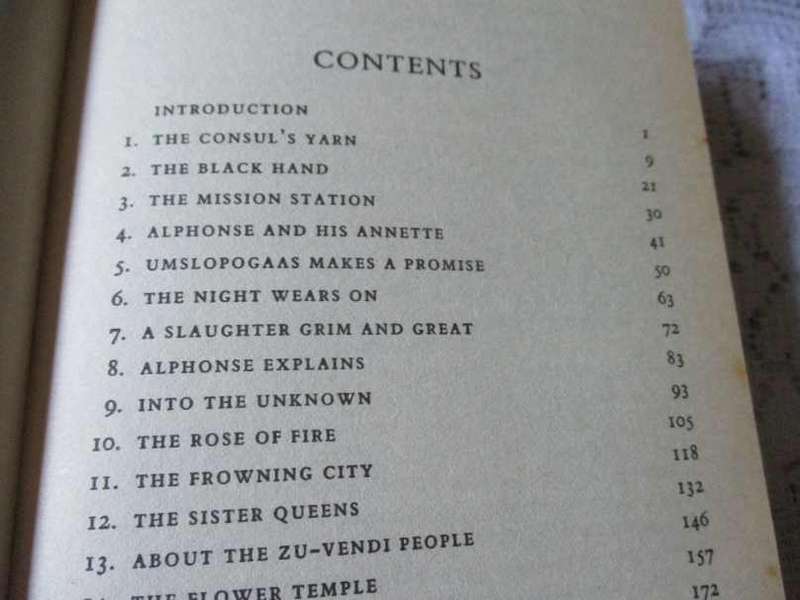 CONTENTS
INTRODUCTION 1
1. THE CONSUL'S YARN 9
2. THE BLACK HAND 21
3. THE MISSION STATION 30
4. ALPHONSE AND HIS ANNETTE 41
5. UMSLOPOGAAS MAKES A PROMISE 50
6. THE NIGHT WEARS ON 63
7. A SLAUGHTER GRIM AND GREAT 72
8. ALPHONSE EXPLAINS 83
9. INTO THE UNKNOWN 93
10. THE ROSE OF FIRE 105
11. THE FROWNING CITY 118
12. THE SISTER QUEENS 132
13. ABOUT THE ZU-VENDI PEOPLE 146
THE FLOWER TEMPLE 157
172